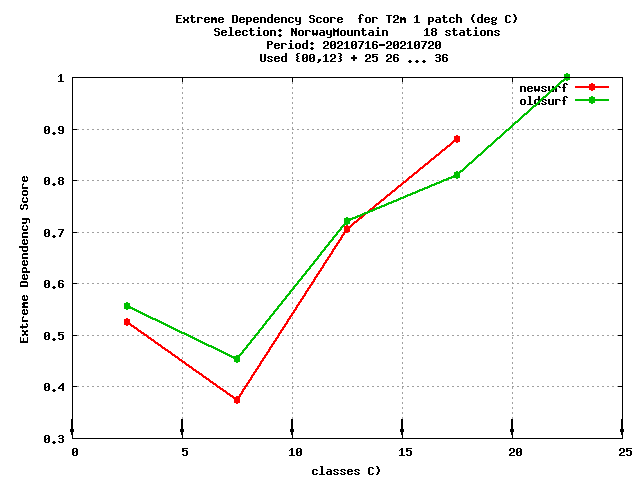 Extreme Dependency Score  for T2m 1 patch (deg C)
Selection: NorwayMountain     18 stations
Period: 20210716-20210720
Used {00,12} + 25 26 ... 36
newsurf
oldsurf
1
0.9
0.8
0.7
0.6
0.5
0.4
0.3
Extreme Dependency Score
0 5 10 15 20 25
classes C)